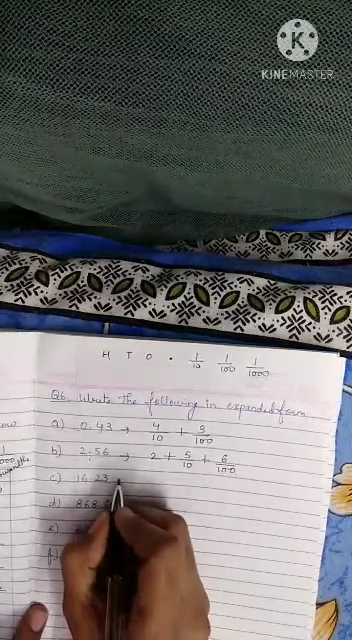 K
KINEMASTER
H T O . 1/10 1/100 1/1000
Q6. Write the following in expanded form
a) 0.43 → 4/10 + 3/100
b) 2.56 → 2 + 5/10 + 6/100
c) 16.23
d) 868
e)
f)